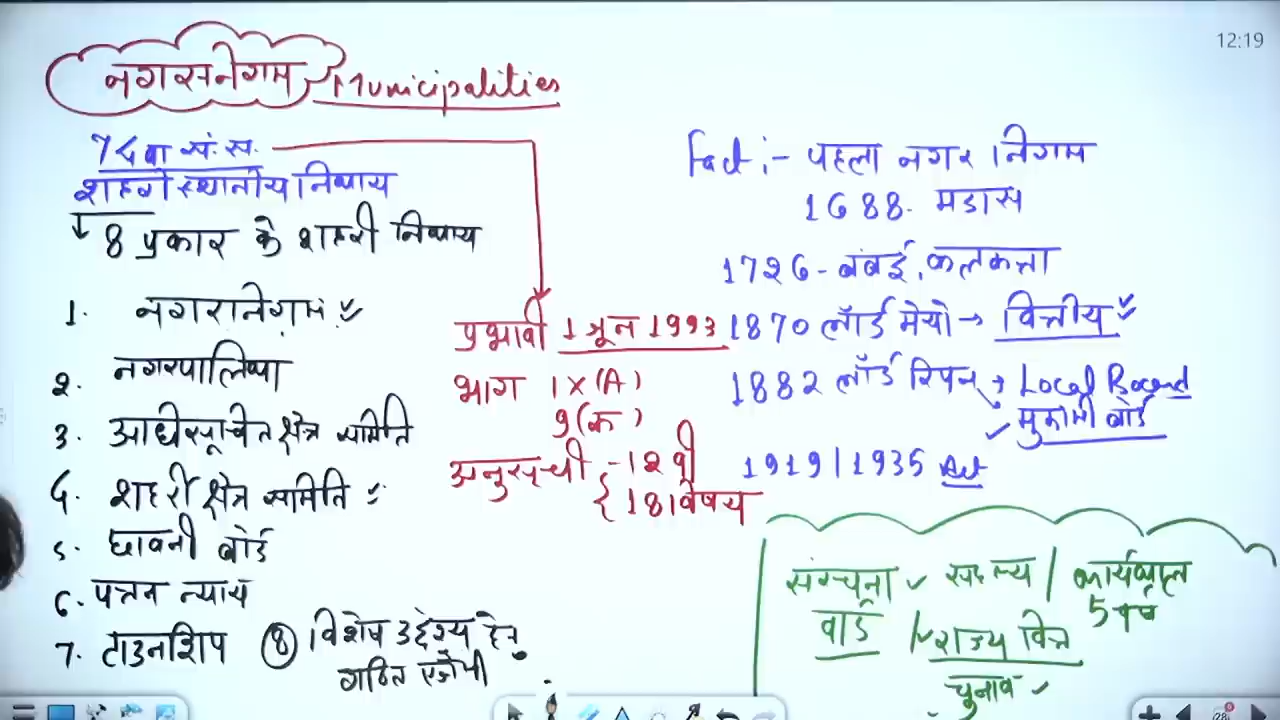 नगरनिगम Municipalities
74वा सं.स.
शहरी स्थानीय निकाय
8 प्रकार के शहरी निकाय
1. नगरनिगम
2. नगरपालिका
3. अधिसूचित क्षेत्र समिति
4. शहरी क्षेत्र समिति
5. छावनी बोर्ड
6. पत्तन न्याय
7. टाउनशिप
8 विशेष उद्देश्य हेतु
गठित एजेंसी
प्रभावी 1 जून 1993
भाग IX(A)
9(क)
अनुसूची - 12वी
18 विषय
12:19
Fact :- पहला नगर निगम
1688. मद्रास
1726 - बंबई, कलकत्ता
1870 लॉर्ड मेयो → वित्तीय
1882 लॉर्ड रिपन → Local Board
मुकामी बोर्ड
1919/1935 Act
संरचना सदस्य / कार्यकाल
5 वर्ष
वार्ड राज्य वित्त
चुनाव
28